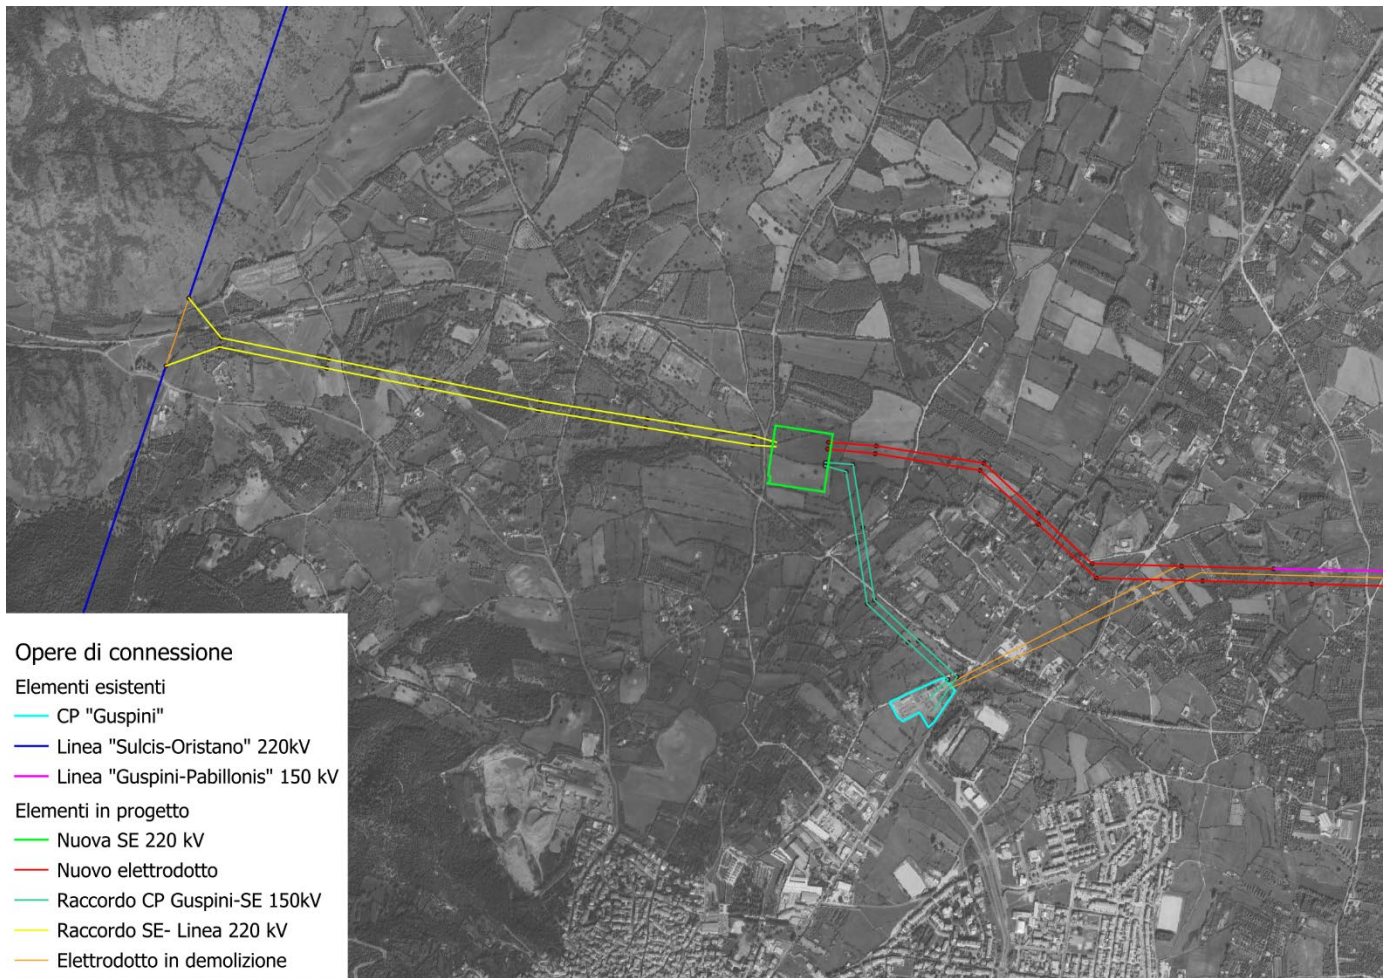 Opere di connessione
Elementi esistenti
CP "Guspini"
Linea "Sulcis-Oristano" 220kV
Linea "Guspini-Pabillonis" 150 kV
Elementi in progetto
Nuova SE 220 kV
Nuovo elettrodotto
Raccordo CP Guspini-SE 150kV
Raccordo SE- Linea 220 kV
Elettrodotto in demolizione